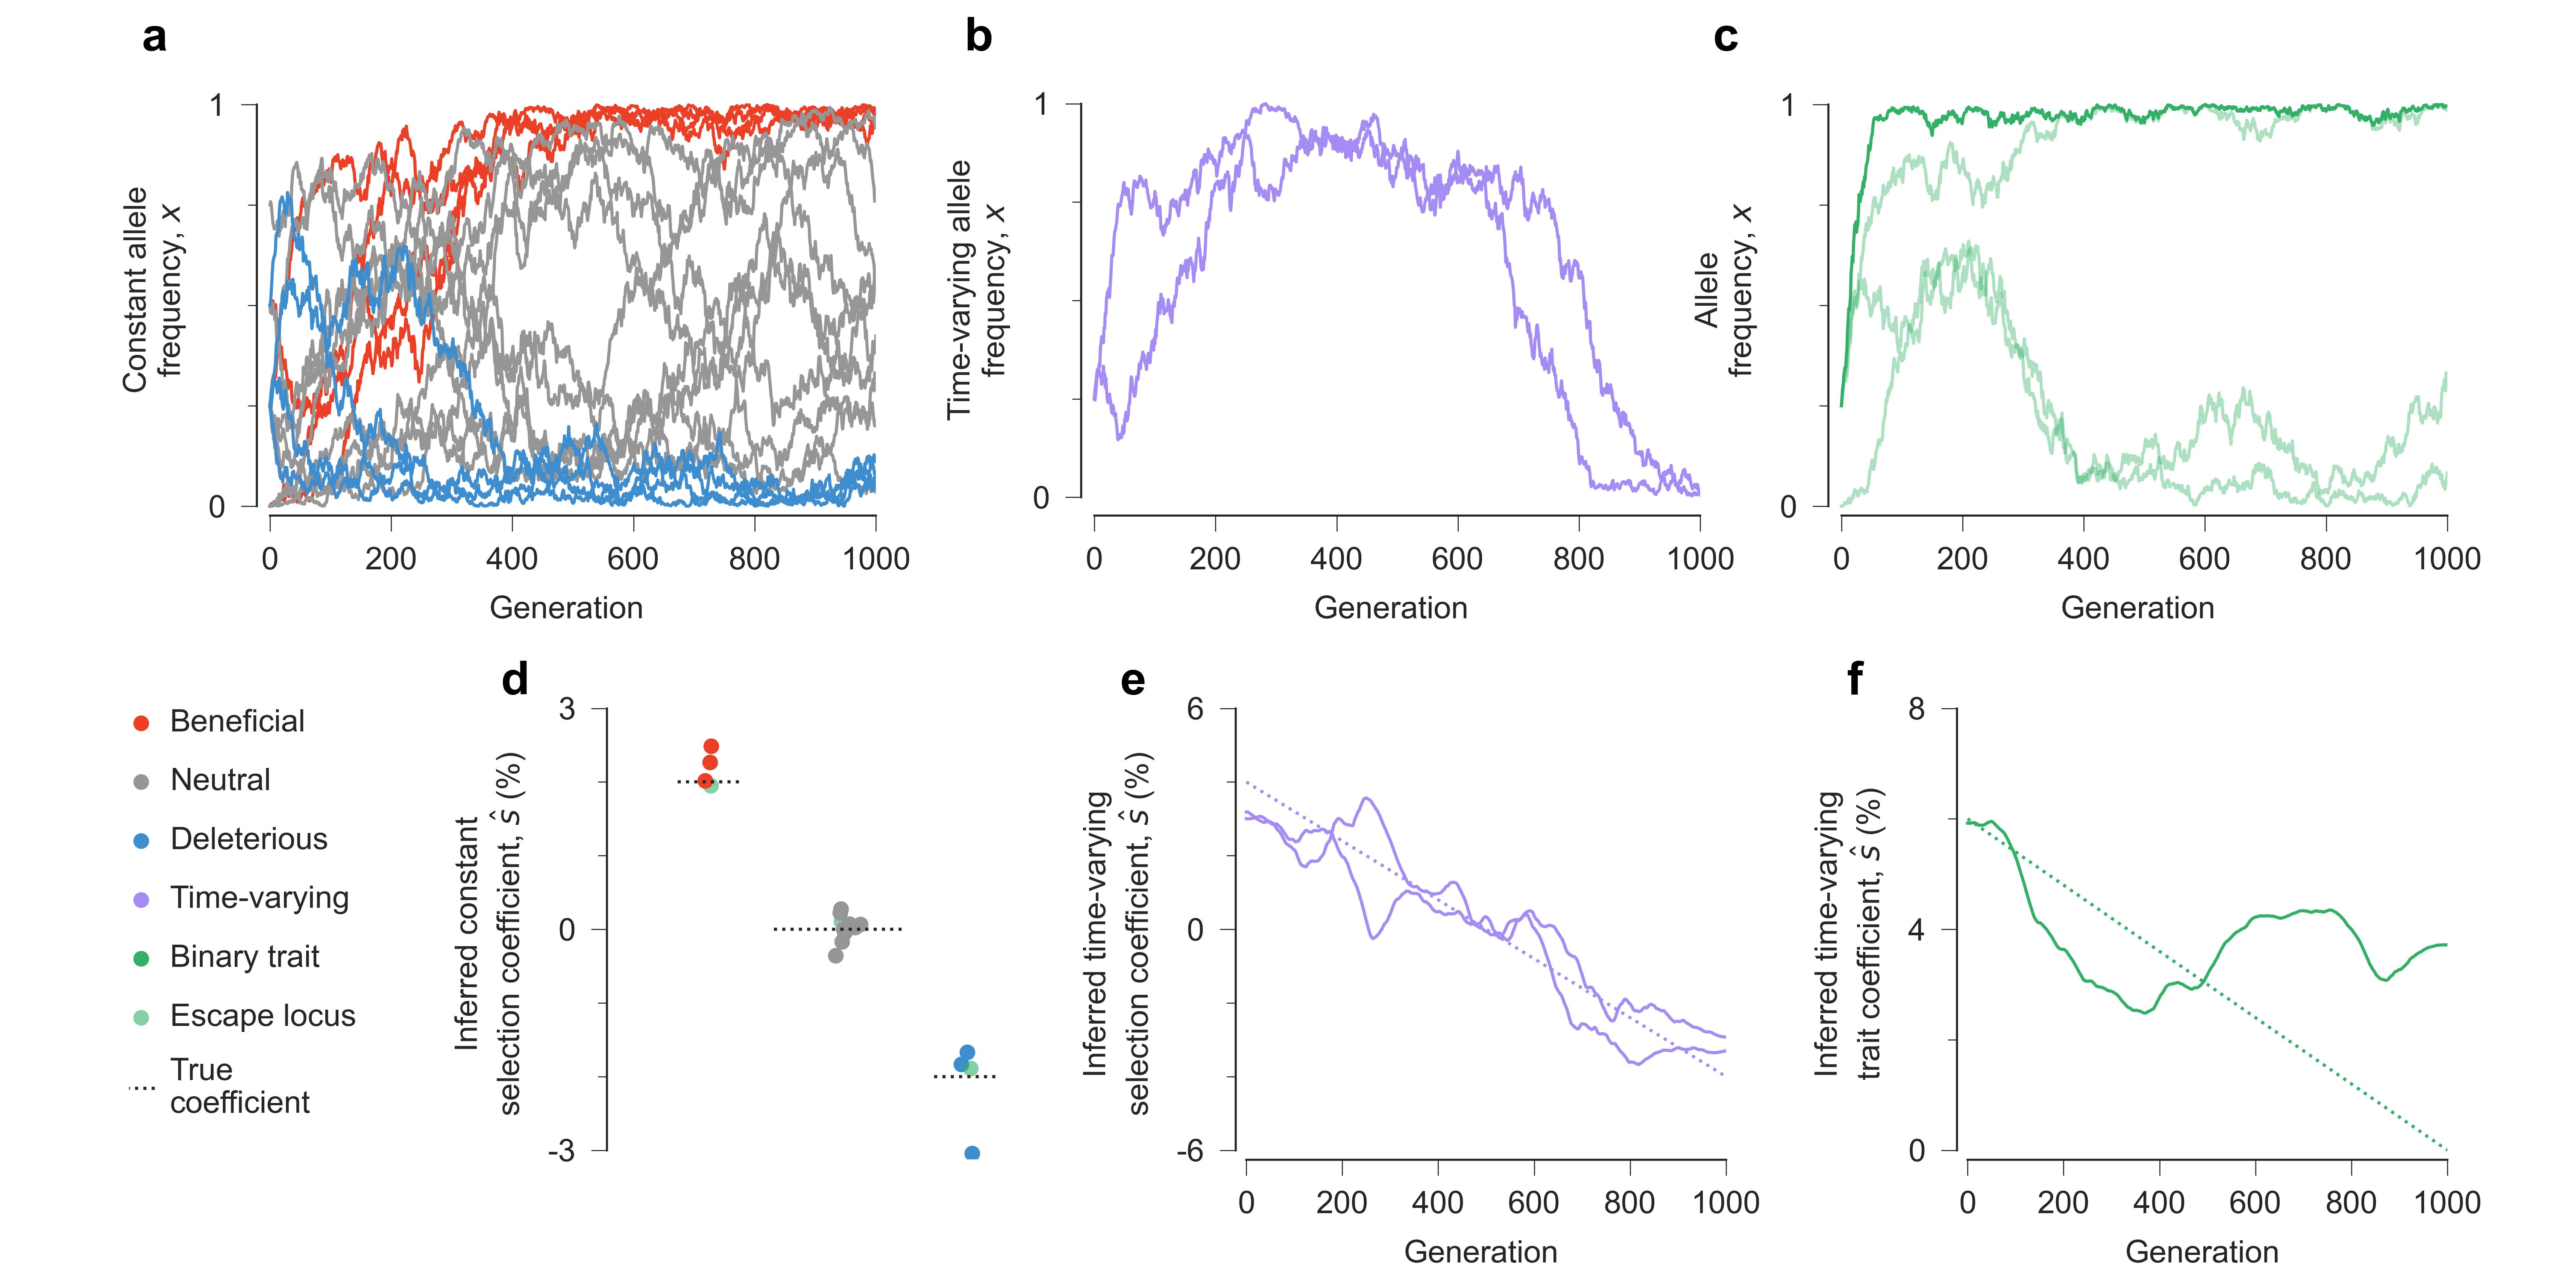 a
b
c
Constant allele
frequency, x
1
0
0 200 400 600 800 1000
Generation
Time-varying allele
frequency, x
1
0
0 200 400 600 800 1000
Generation
Allele
frequency, x
1
0
0 200 400 600 800 1000
Generation
Beneficial
Neutral
Deleterious
Time-varying
Binary trait
Escape locus
True
coefficient
d
Inferred constant
selection coefficient, ŝ (%)
3
0
-3
e
Inferred time-varying
selection coefficient, ŝ (%)
6
0
-6
0 200 400 600 800 1000
Generation
f
Inferred time-varying
trait coefficient, ŝ (%)
8
4
0
0 200 400 600 800 1000
Generation